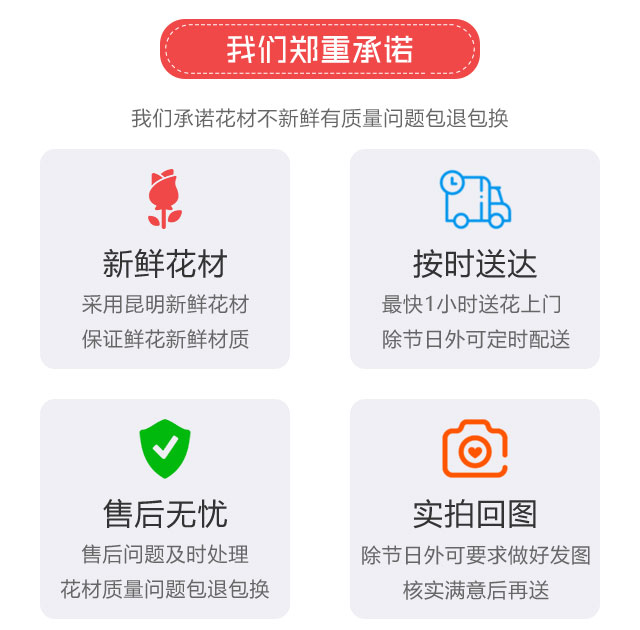 我们郑重承诺
我们承诺花材不新鲜有质量问题包退包换
新鲜花材
采用昆明新鲜花材
保证鲜花新鲜材质
按时送达
最快1小时送花上门
除节日外可定时配送
售后无忧
售后问题及时处理
花材质量问题包退包换
实拍回图
除节日外可要求做好发图
核实满意后再送